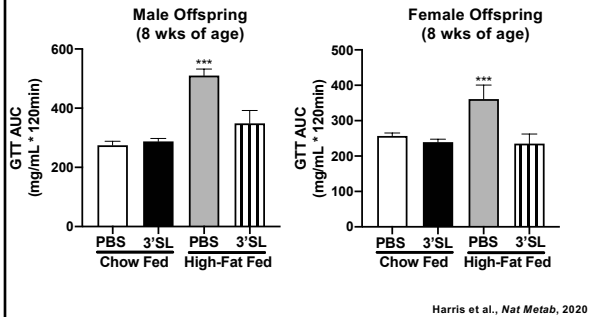 Male Offspring
(8 wks of age)
GTT AUC
(mg/mL * 120min)
600
400
200
0
***
PBS 3'SL PBS 3'SL
Chow Fed High-Fat Fed
Female Offspring
(8 wks of age)
GTT AUC
(mg/mL * 120min)
500
400
300
200
100
0
***
PBS 3'SL PBS 3'SL
Chow Fed High-Fat Fed
Harris et al., Nat Metab, 2020